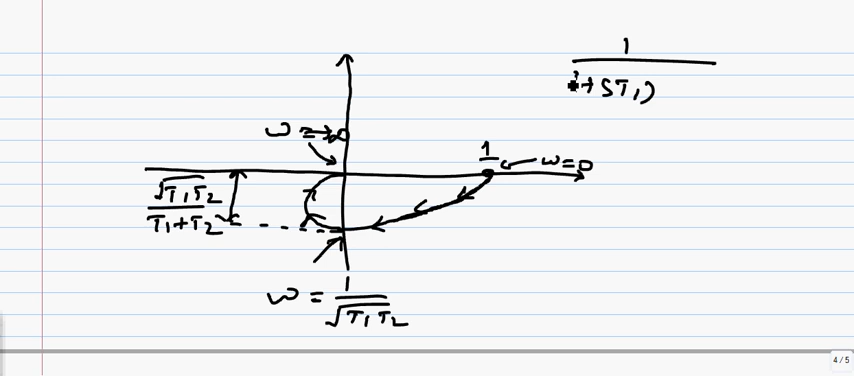 1
1+ST1)
ω = ∞
1
ω=0
√T1T2
T1+T2
ω = 1
√T1T2
4 / 5